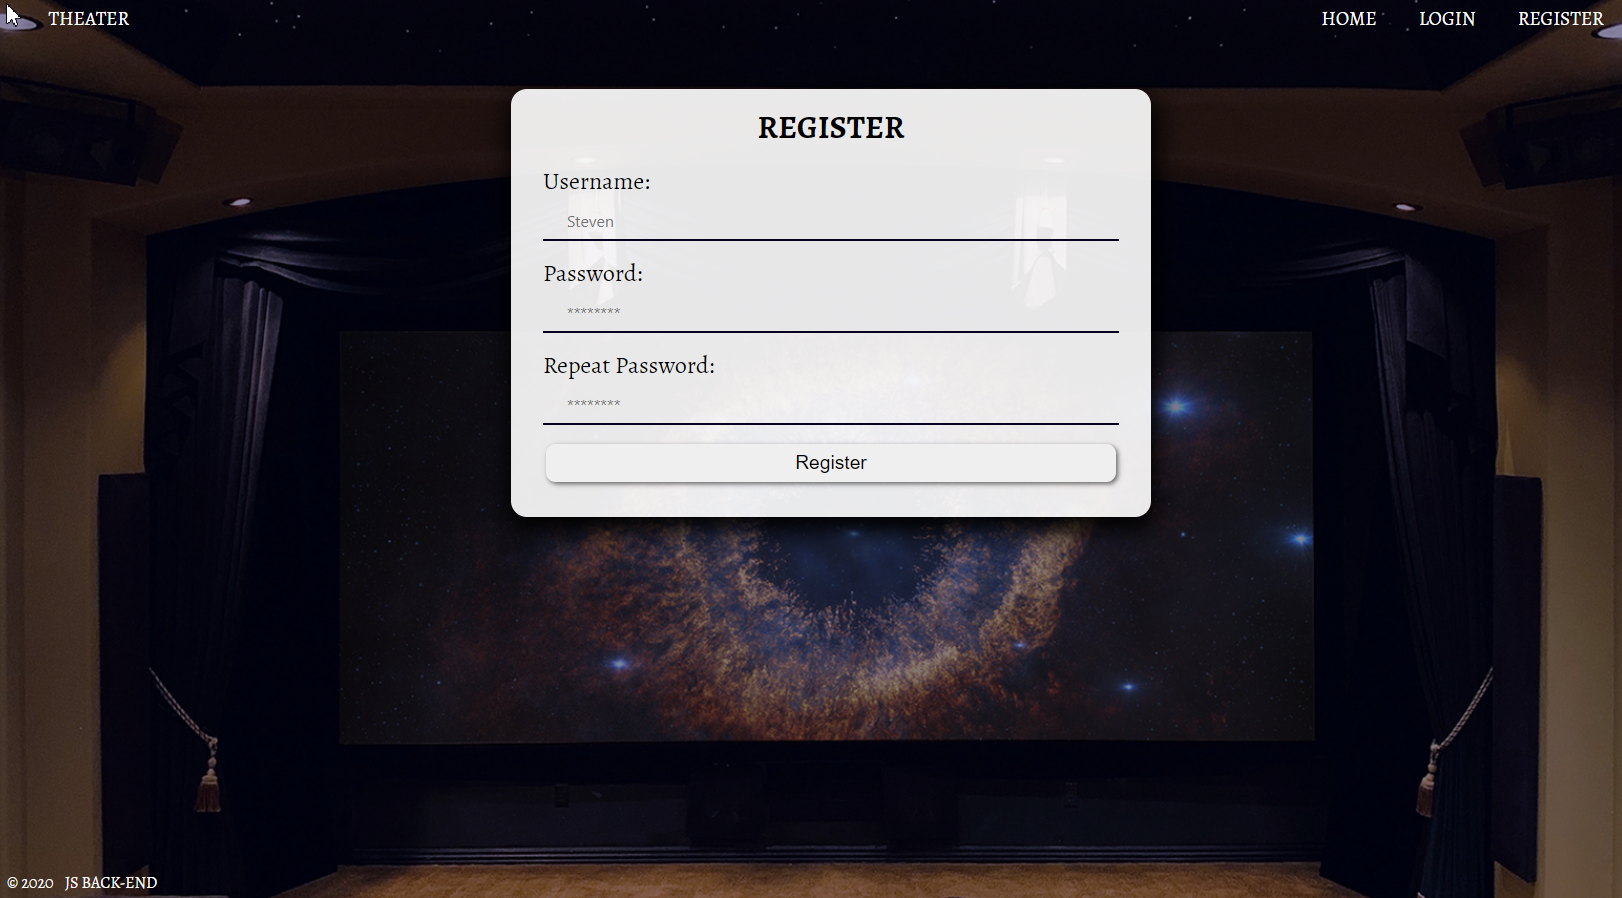 THEATER
HOME LOGIN REGISTER
REGISTER
Username:
Steven
Password:
********
Repeat Password:
********
Register
© 2020 JS BACK-END